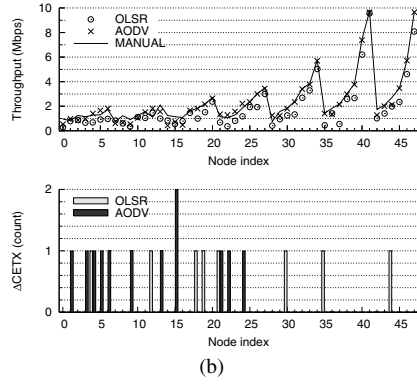 10
OLSR
AODV
MANUAL
8
6
4
2
0
Throughput (Mbps)
0 5 10 15 20 25 30 35 40 45
Node index
2
OLSR
AODV
1
0
ΔCETX (count)
0 5 10 15 20 25 30 35 40 45
Node index
(b)